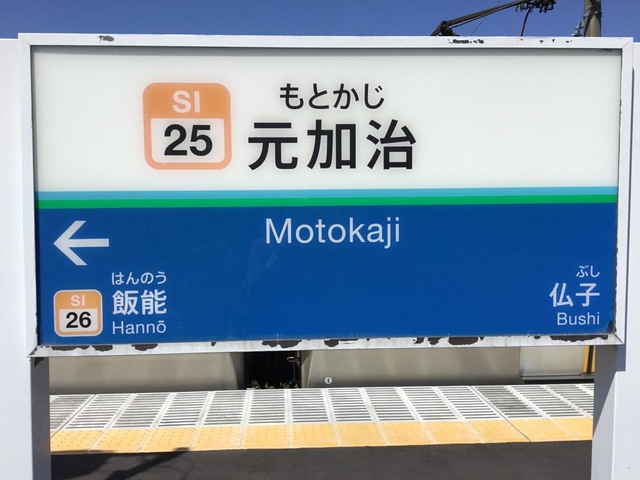 SI
25
もとかじ
元加治
Motokaji
SI
26
はんのう
飯能
Hannō
ぶし
仏子
Bushi